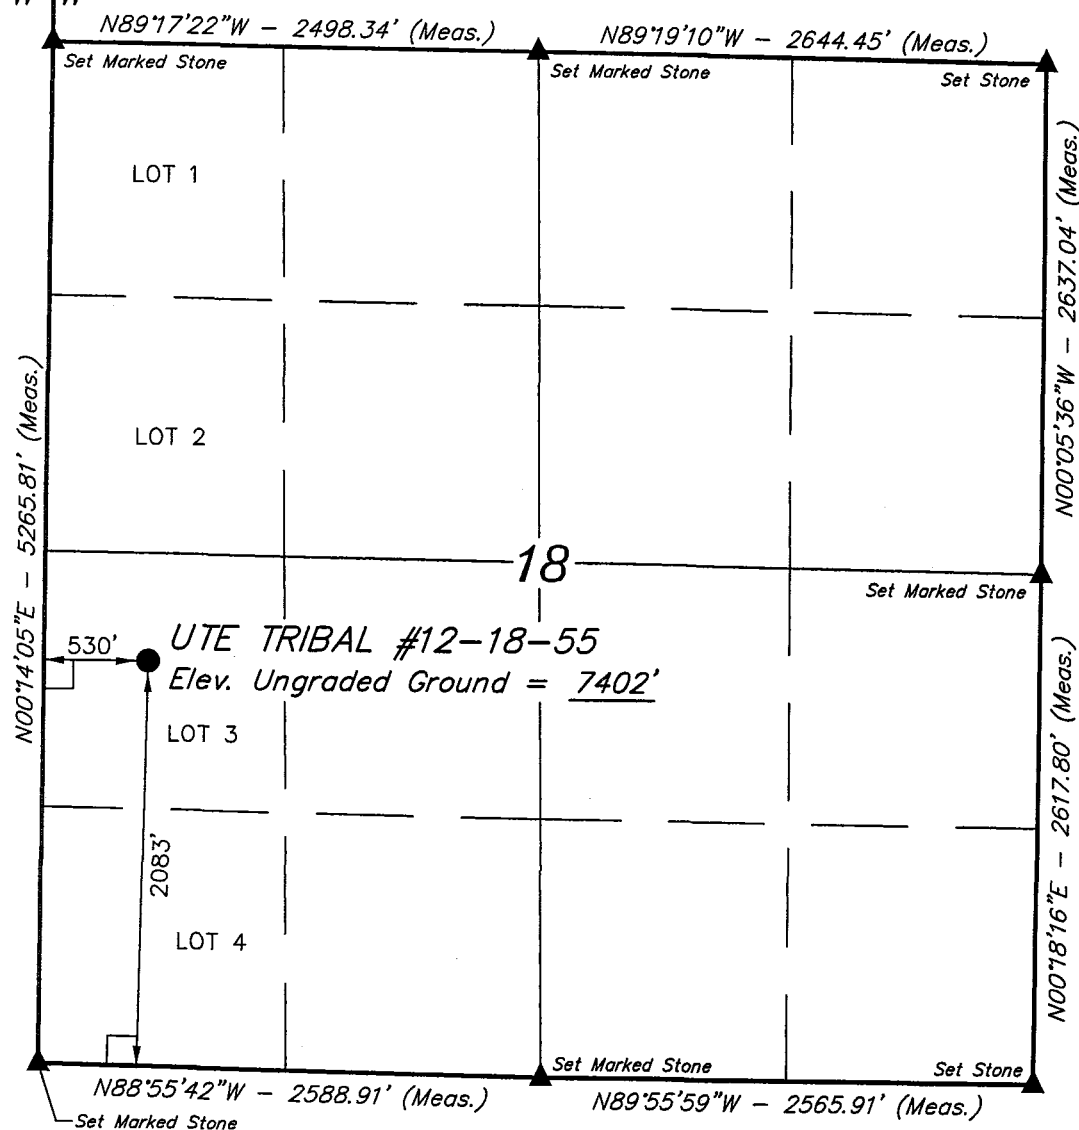 N89°17'22"W - 2498.34' (Meas.)
N89°19'10"W - 2644.45' (Meas.)
Set Marked Stone
Set Marked Stone
Set Stone
LOT 1
N00°05'36"W - 2637.04' (Meas.)
LOT 2
N00°14'05"E - 5265.81' (Meas.)
18
Set Marked Stone
530'
UTE TRIBAL #12-18-55
Elev. Ungraded Ground = 7402'
LOT 3
N00°18'16"E - 2617.80' (Meas.)
2083'
LOT 4
Set Marked Stone
Set Stone
N88°55'42"W - 2588.91' (Meas.)
N89°55'59"W - 2565.91' (Meas.)
Set Marked Stone